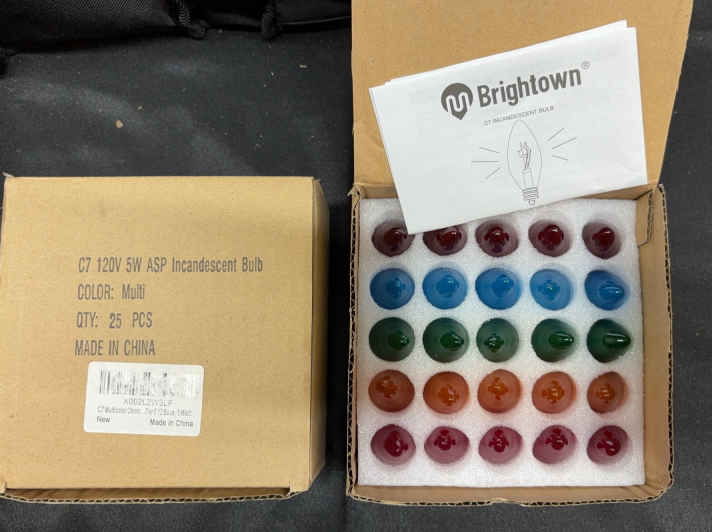 C7 120V 5W ASP Incandescent Bulb
COLOR: Multi
QTY: 25 PCS
MADE IN CHINA
New
Made in China
Brightown®
C7 INCANDESCENT BULB